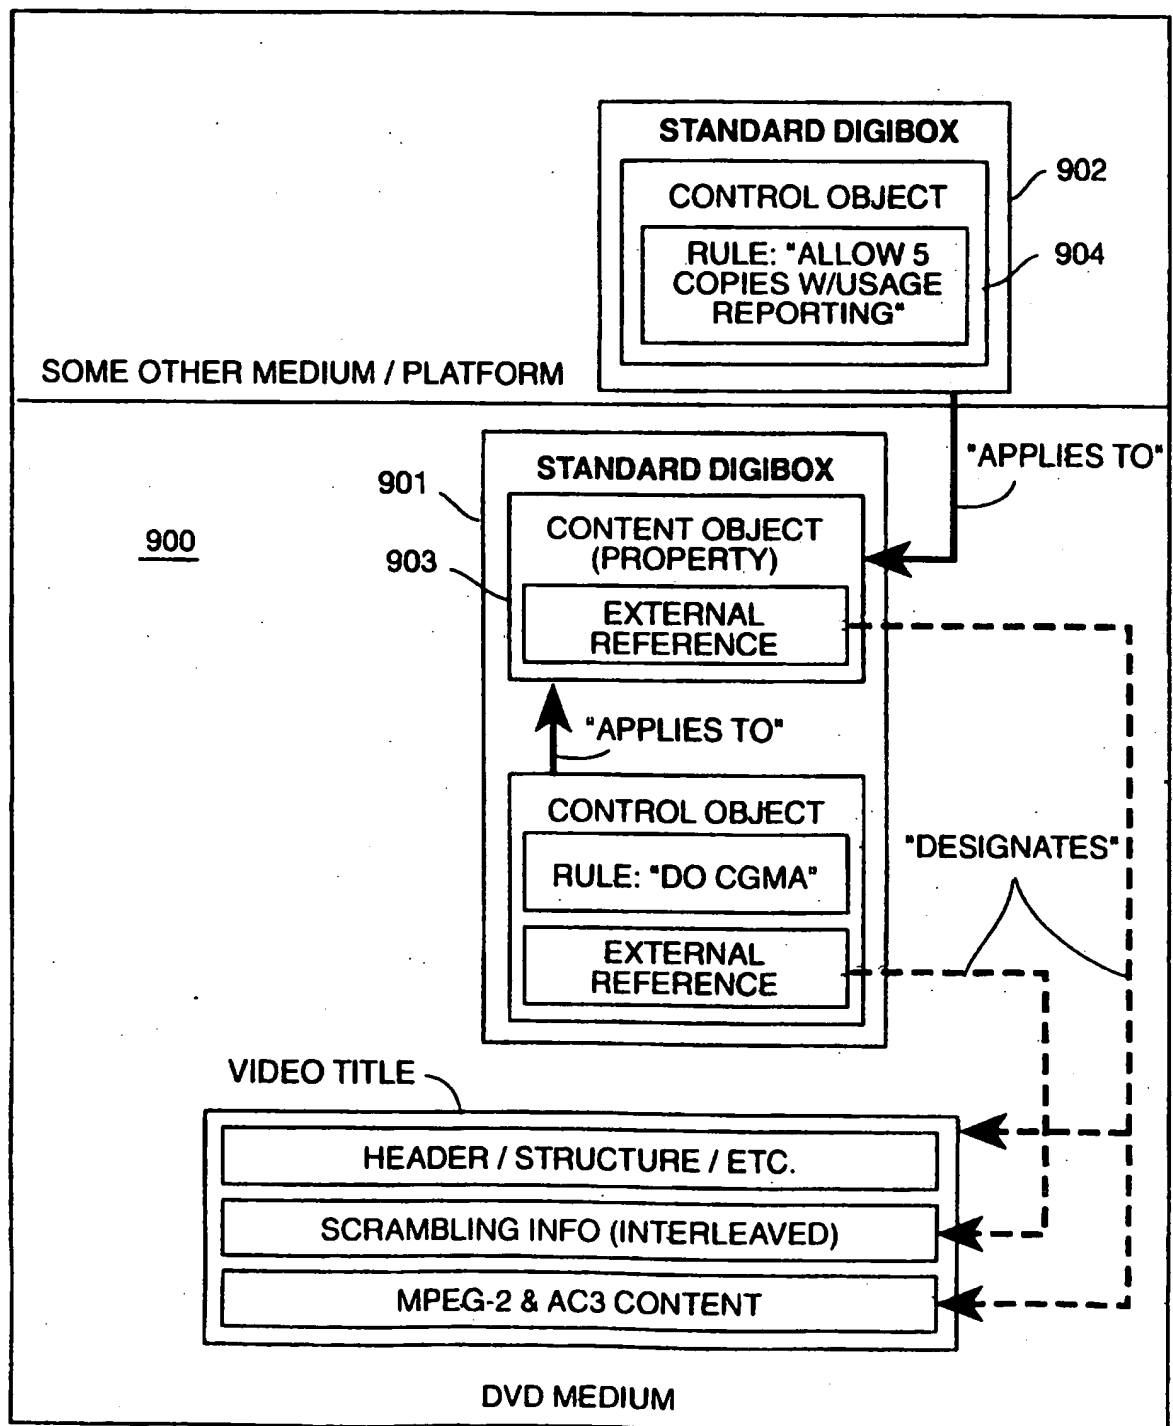 STANDARD DIGIBOX
902
CONTROL OBJECT
RULE: "ALLOW 5
COPIES W/USAGE
REPORTING"
904
SOME OTHER MEDIUM / PLATFORM
"APPLIES TO"
STANDARD DIGIBOX
901
CONTENT OBJECT
(PROPERTY)
900
903
EXTERNAL
REFERENCE
"APPLIES TO"
CONTROL OBJECT
"DESIGNATES"
RULE: "DO CGMA"
EXTERNAL
REFERENCE
VIDEO TITLE
HEADER / STRUCTURE / ETC.
SCRAMBLING INFO (INTERLEAVED)
MPEG-2 & AC3 CONTENT
DVD MEDIUM